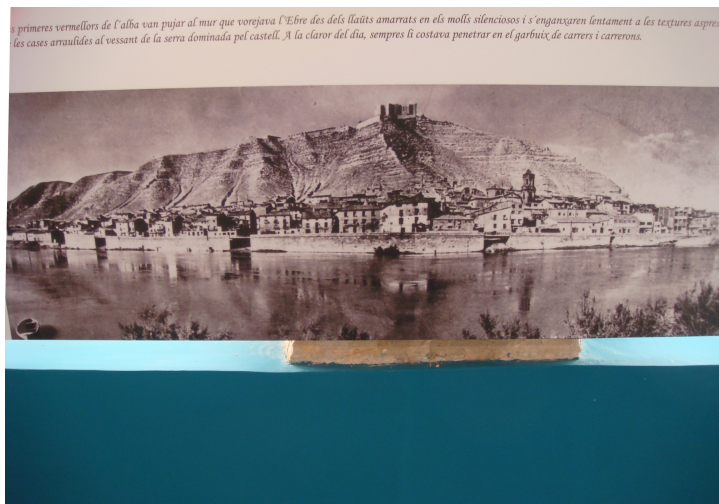 s primeres vermellors de l´alba van pujar al mur que vorejava l´Ebre des dels llaüts amarrats en els molls silenciosos i s´enganxaren lentament a les textures aspres
les cases arraulides al vessant de la serra dominada pel castell. A la claror del dia, sempres li costava penetrar en el garbuix de carrers i carrerons.